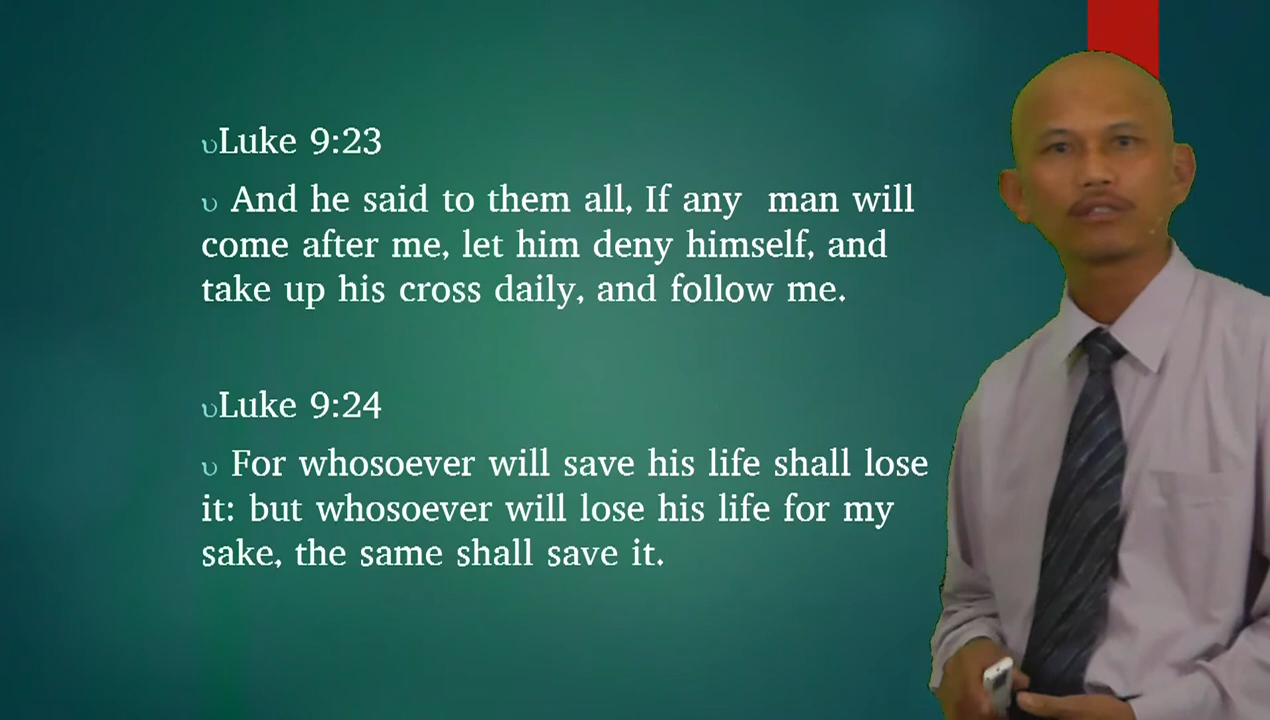 Luke 9:23
And he said to them all, If any man will
come after me, let him deny himself, and
take up his cross daily, and follow me.
Luke 9:24
For whosoever will save his life shall lose
it: but whosoever will lose his life for my
sake, the same shall save it.